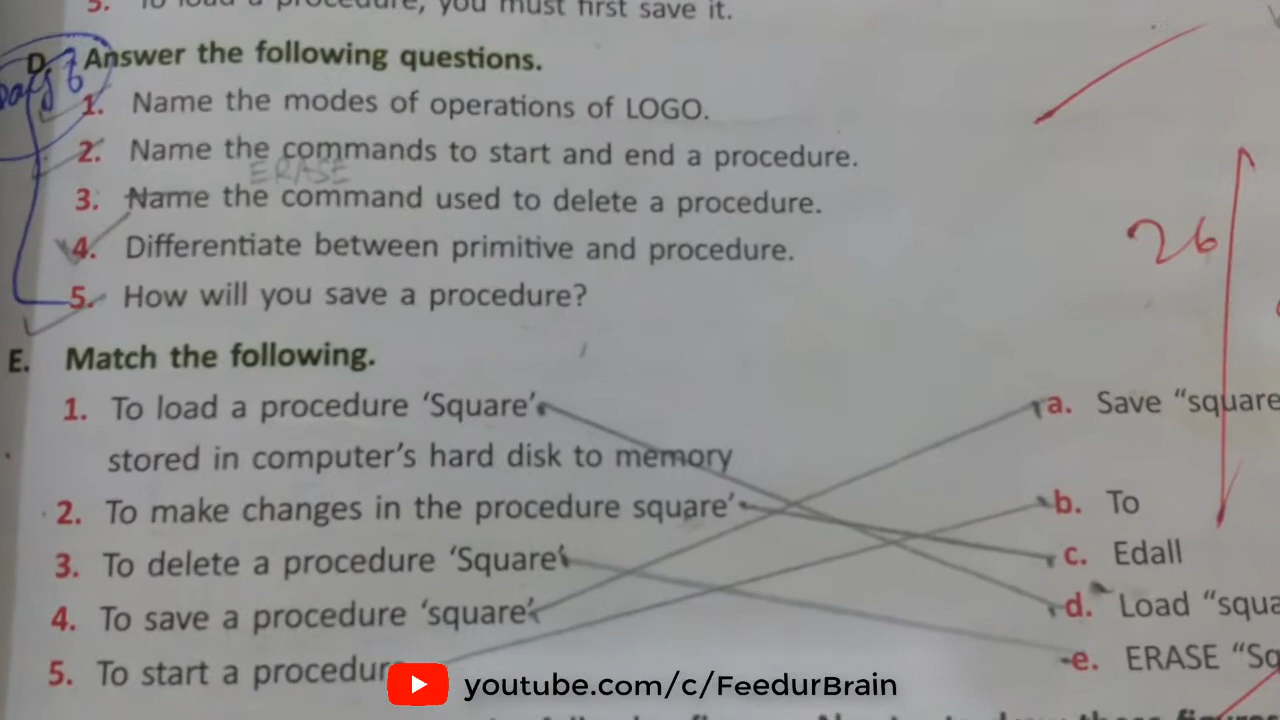 5. To load a procedure, you must first save it.
D. Answer the following questions.
1. Name the modes of operations of LOGO.
2. Name the commands to start and end a procedure.
ERASE
3. Name the command used to delete a procedure.
4. Differentiate between primitive and procedure.
5. How will you save a procedure?
26
E. Match the following.
1. To load a procedure ‘Square’ a. Save “square
stored in computer’s hard disk to memory
2. To make changes in the procedure square’ b. To
3. To delete a procedure ‘Square’ c. Edall
4. To save a procedure ‘square’ d. Load “squa
5. To start a procedur e. ERASE “Sq
youtube.com/c/FeedurBrain